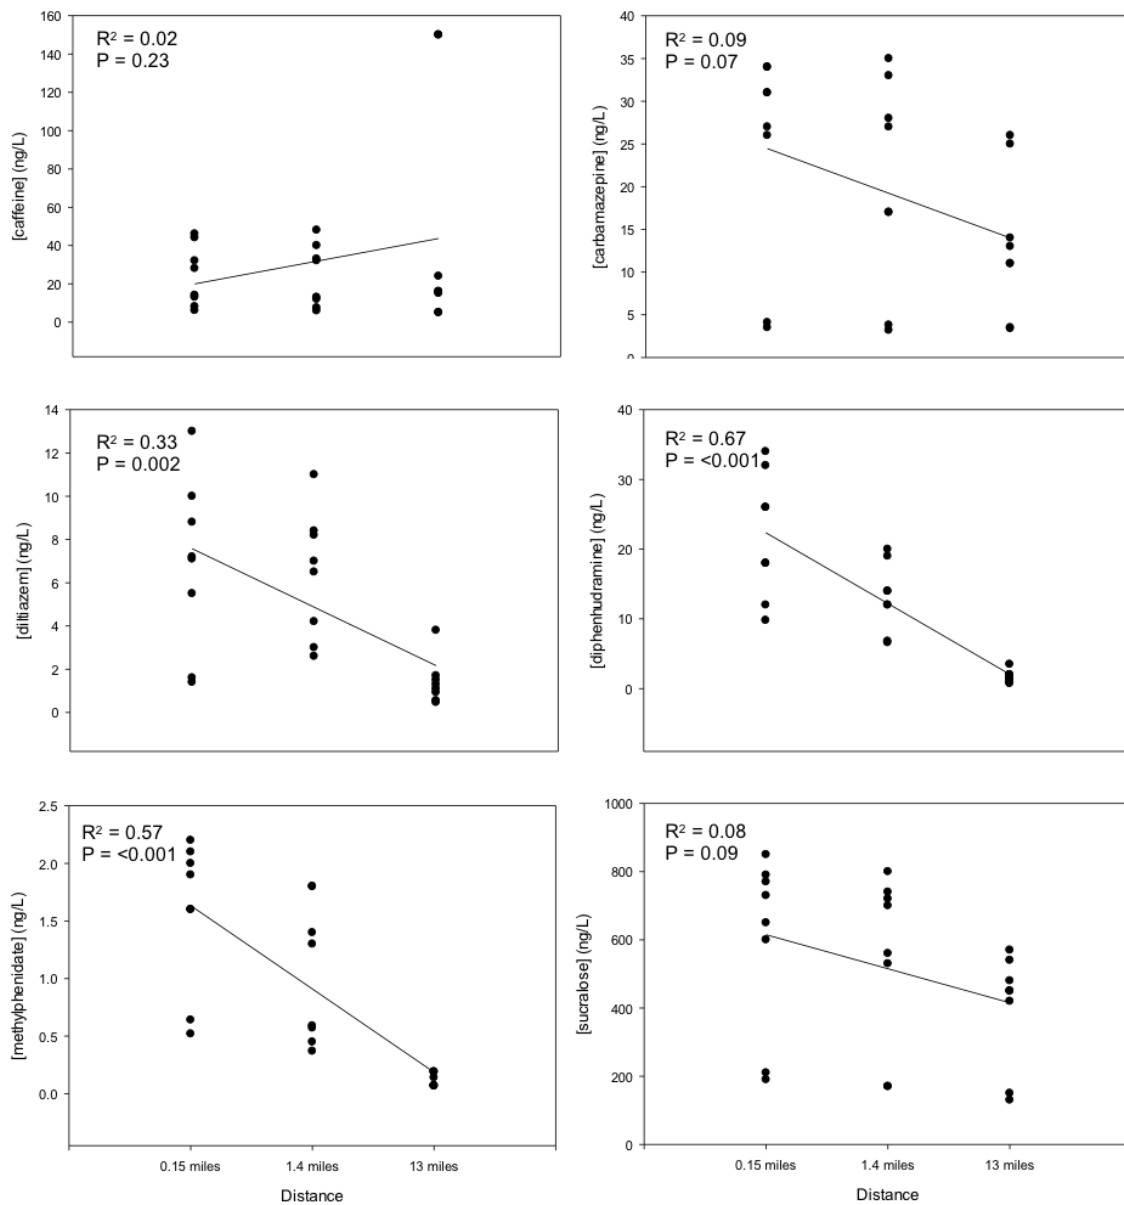 R² = 0.02
P = 0.23
160
140
120
100
80
60
40
20
0
[caffeine] (ng/L)
R² = 0.09
P = 0.07
40
35
30
25
20
15
10
5
0
[carbamazepine] (ng/L)
R² = 0.33
P = 0.002
14
12
10
8
6
4
2
0
[diltiazem] (ng/L)
R² = 0.67
P = <0.001
40
30
20
10
0
[diphenhudramine] (ng/L)
R² = 0.57
P = <0.001
2.5
2.0
1.5
1.0
0.5
0.0
[methylphenidate] (ng/L)
0.15 miles
1.4 miles
13 miles
Distance
R² = 0.08
P = 0.09
1000
800
600
400
200
0
[sucralose] (ng/L)
0.15 miles
1.4 miles
13 miles
Distance